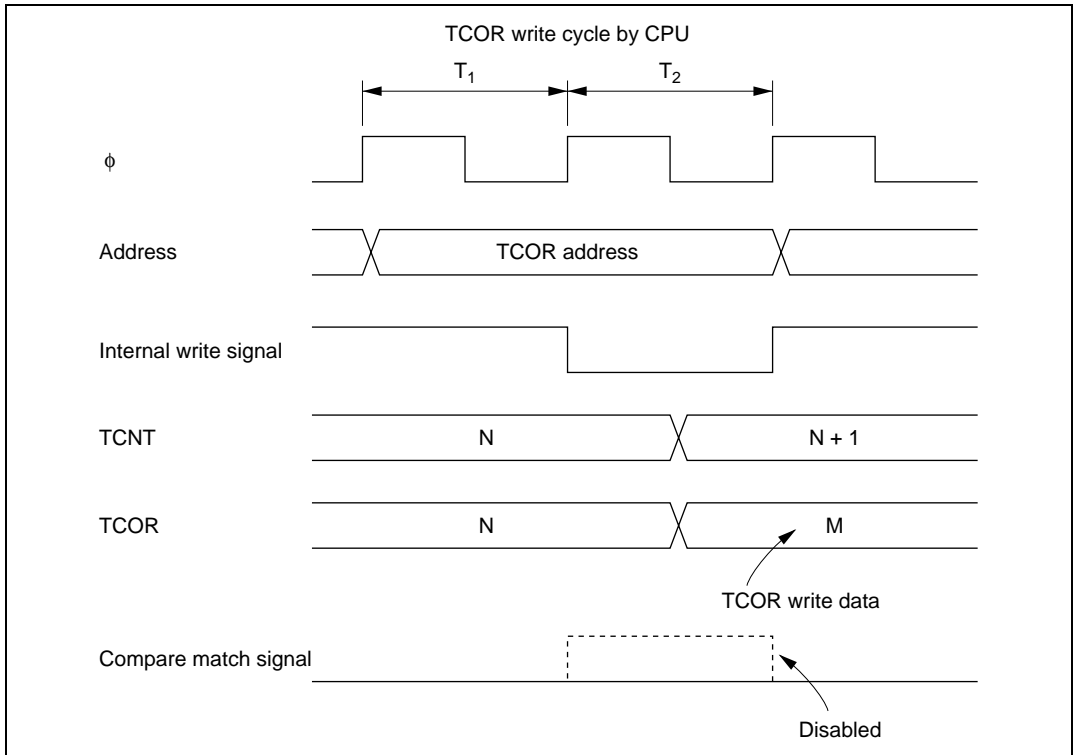 TCOR write cycle by CPU
T1 T2
φ
Address TCOR address
Internal write signal
TCNT N N + 1
TCOR N M
TCOR write data
Compare match signal
Disabled